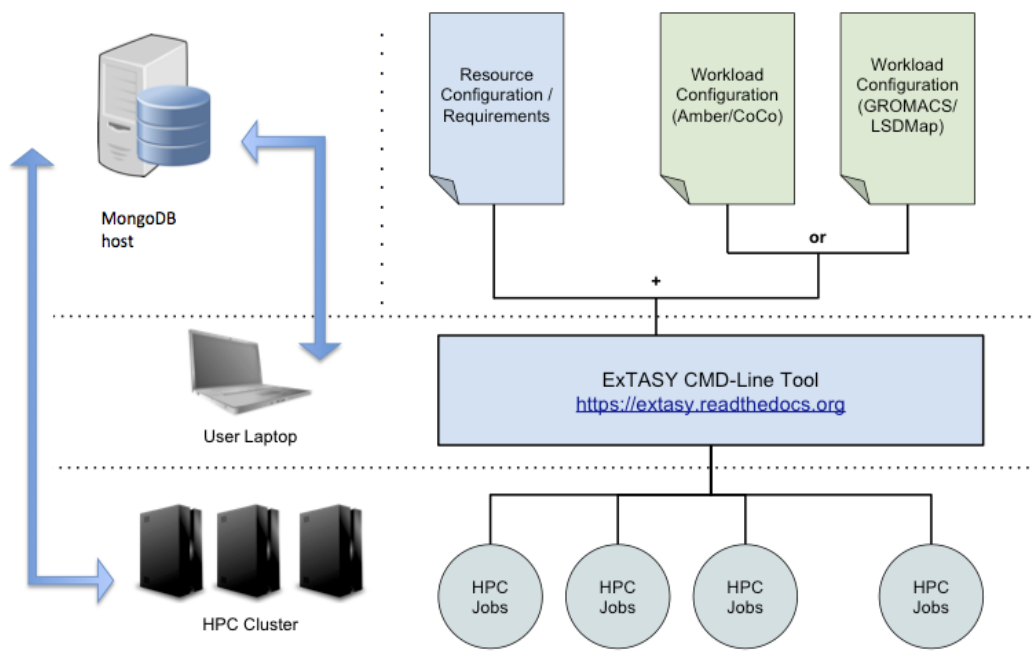 Resource
Configuration /
Requirements
Workload
Configuration
(Amber/CoCo)
Workload
Configuration
(GROMACS/
LSDMap)
MongoDB
host
or
+
ExTASY CMD-Line Tool
https://extasy.readthedocs.org
User Laptop
HPC
Jobs
HPC
Jobs
HPC
Jobs
HPC
Jobs
HPC Cluster